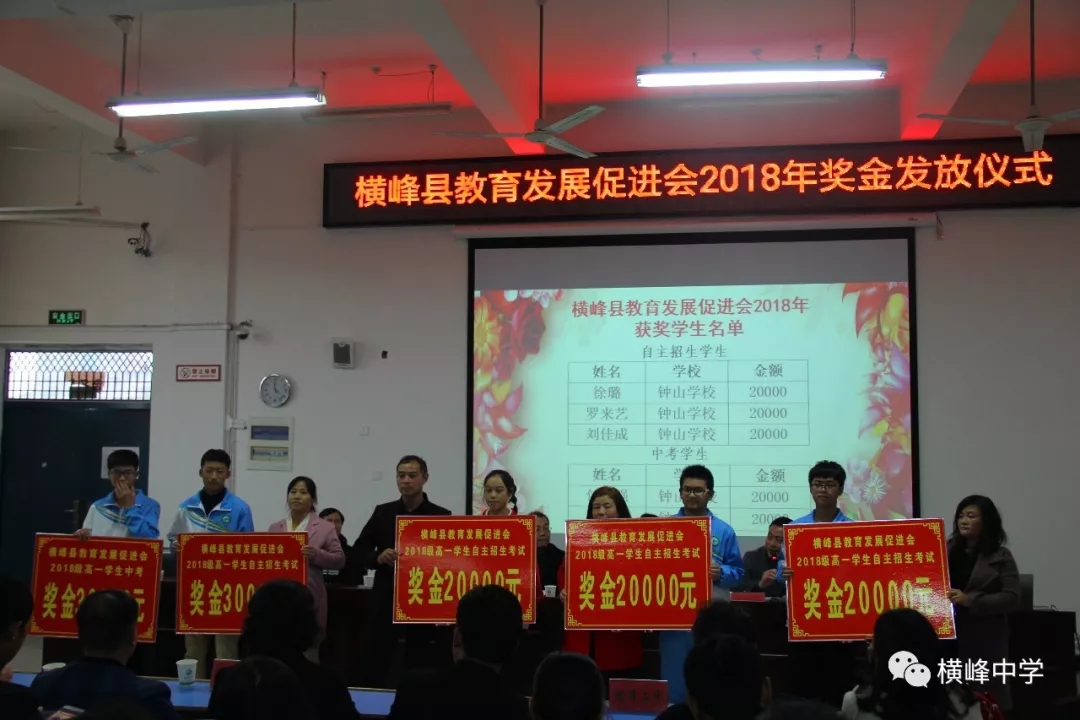 横峰县教育发展促进会2018年奖金发放仪式
横峰县教育发展促进会2018年
获奖学生名单
自主招生学生
姓名 学校 金额
徐璐 钟山学校 20000
罗来艺 钟山学校 20000
刘佳成 钟山学校 20000
中考学生
姓名 金额
20000
横峰县教育发展促进会
2018级高一学生中考
奖金
元
横峰县教育发展促进会
2018级高一学生自主招生考试
奖金300
横峰县教育发展促进会
2018级高一学生自主招生考试
奖金20000元
横峰县教育发展促进会
2018级高一学生自主招生考试
奖金20000元
横峰县教育发展促进会
2018级高一学生自主招生考试
奖金20000元
横峰中学